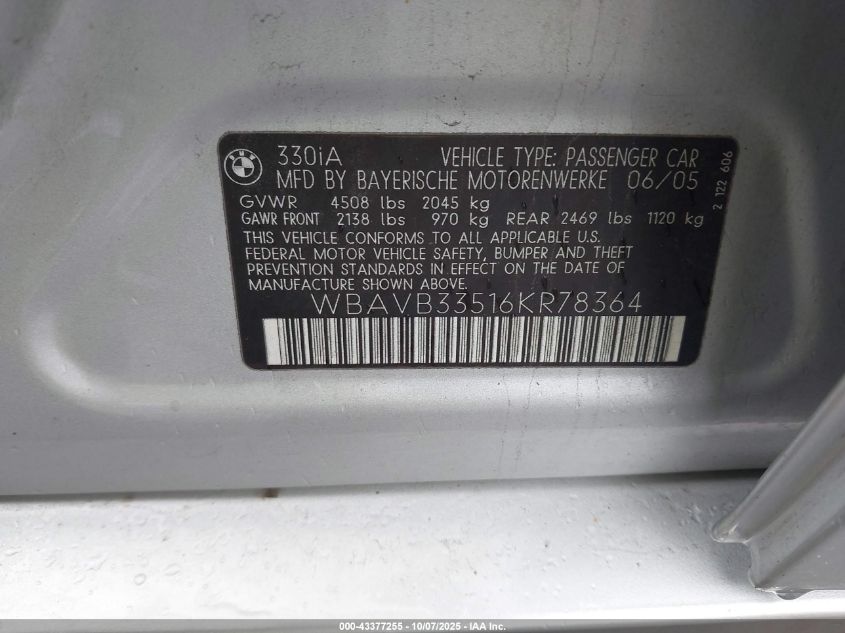 BMW
330iA VEHICLE TYPE: PASSENGER CAR
MFD BY BAYERISCHE MOTORENWERKE 06/05
GVWR 4508 lbs 2045 kg
GAWR FRONT 2138 lbs 970 kg REAR 2469 lbs 1120 kg
THIS VEHICLE CONFORMS TO ALL APPLICABLE U.S.
FEDERAL MOTOR VEHICLE SAFETY, BUMPER AND THEFT
PREVENTION STANDARDS IN EFFECT ON THE DATE OF
MANUFACTURE SHOWN ABOVE.
WBAVB33516KR78364
2 122 606
000-43377255 - 10/07/2025 - IAA Inc.